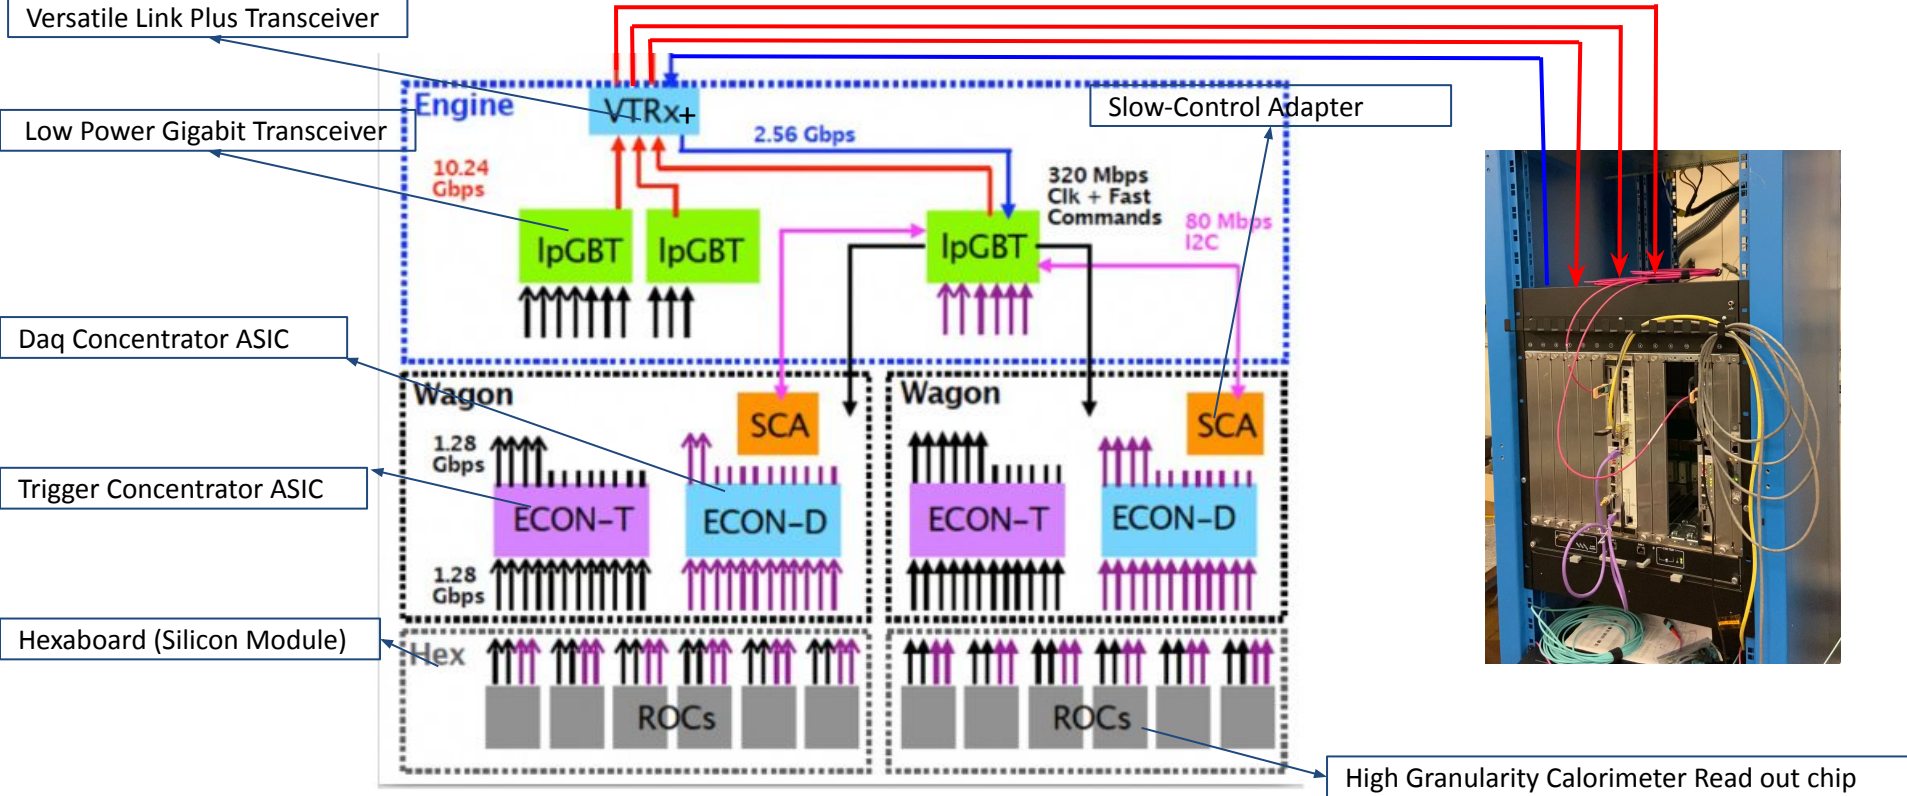 Versatile Link Plus Transceiver
Engine
VTRx+
Slow-Control Adapter
Low Power Gigabit Transceiver
2.56 Gbps
10.24
Gbps
320 Mbps
Clk + Fast
Commands
80 Mbps
I2C
lpGBT
lpGBT
lpGBT
Daq Concentrator ASIC
Wagon
Wagon
SCA
SCA
1.28
Gbps
Trigger Concentrator ASIC
ECON-T
ECON-D
ECON-T
ECON-D
1.28
Gbps
Hexaboard (Silicon Module)
Hex
ROCs
ROCs
High Granularity Calorimeter Read out chip